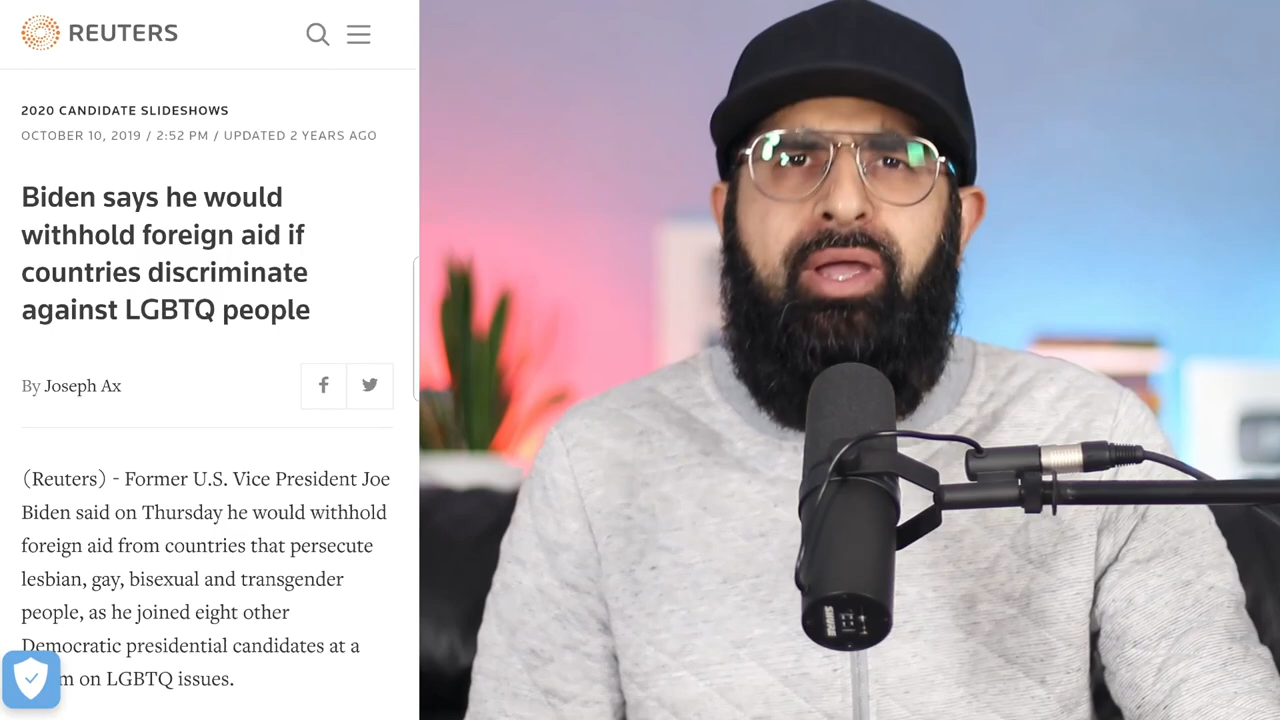 REUTERS
2020 CANDIDATE SLIDESHOWS
OCTOBER 10, 2019 / 2:52 PM / UPDATED 2 YEARS AGO
Biden says he would
withhold foreign aid if
countries discriminate
against LGBTQ people
By Joseph Ax
(Reuters) - Former U.S. Vice President Joe
Biden said on Thursday he would withhold
foreign aid from countries that persecute
lesbian, gay, bisexual and transgender
people, as he joined eight other
Democratic presidential candidates at a
m on LGBTQ issues.
SHURE